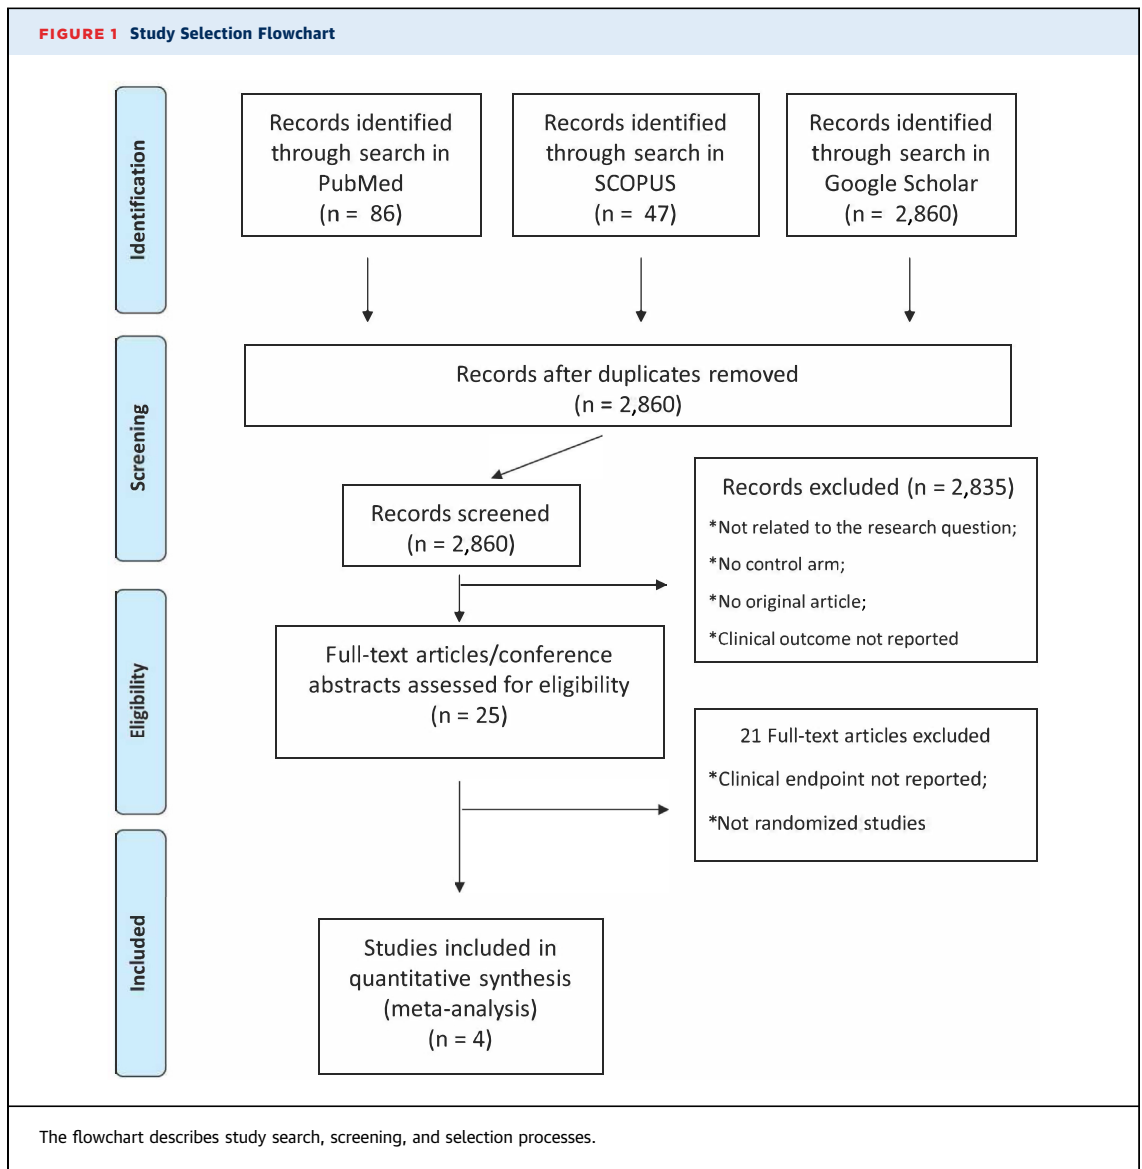 FIGURE 1 Study Selection Flowchart
Identification
Records identified
through search in
PubMed
(n = 86)
Records identified
through search in
SCOPUS
(n = 47)
Records identified
through search in
Google Scholar
(n = 2,860)
Screening
Records after duplicates removed
(n = 2,860)
Records screened
(n = 2,860)
Records excluded (n = 2,835)
*Not related to the research question;
*No control arm;
*No original article;
*Clinical outcome not reported
Eligibility
Full-text articles/conference
abstracts assessed for eligibility
(n = 25)
21 Full-text articles excluded
*Clinical endpoint not reported;
*Not randomized studies
Included
Studies included in
quantitative synthesis
(meta-analysis)
(n = 4)
The flowchart describes study search, screening, and selection processes.